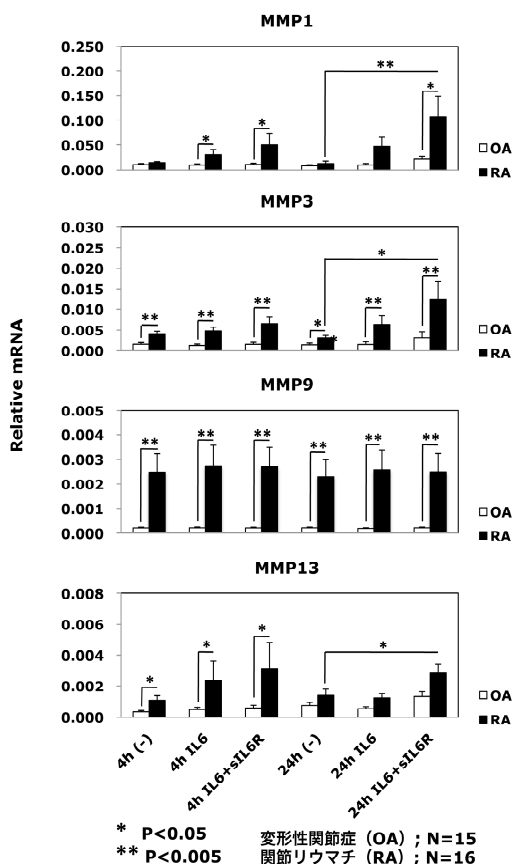 MMP1
0.250
0.200
0.150
0.100
0.050
0.000
**
*
*
*
OA
RA
MMP3
0.030
0.025
0.020
0.015
0.010
0.005
0.000
*
**
**
**
*
*
**
**
OA
RA
Relative mRNA
MMP9
0.005
0.004
0.003
0.002
0.001
0.000
**
**
**
**
**
**
OA
RA
MMP13
0.008
0.006
0.004
0.002
0.000
*
*
*
*
OA
RA
4h (-)
4h IL6
4h IL6+sIL6R
24h (-)
24h IL6
24h IL6+sIL6R
* P<0.05 変形性関節症（OA）; N=15
** P<0.005 関節リウマチ（RA）; N=16